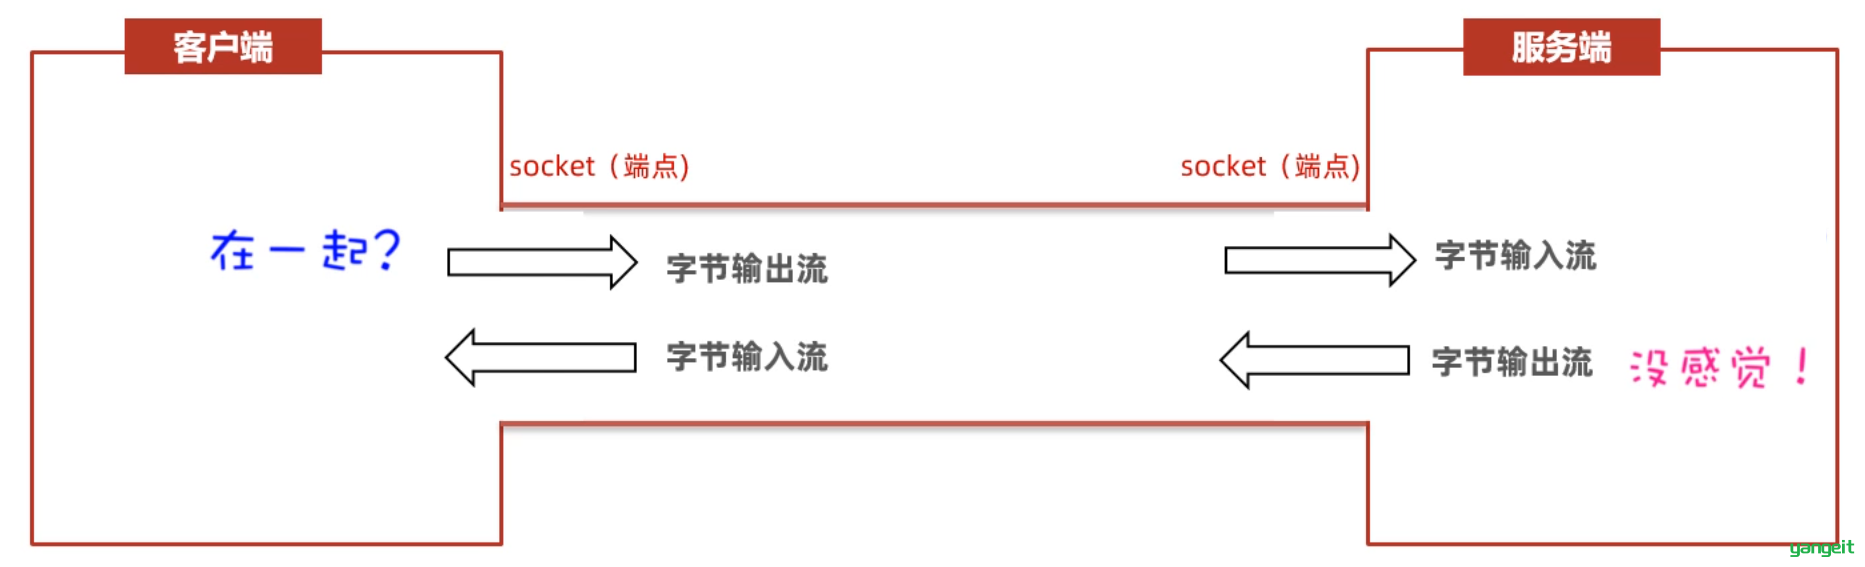 客户端
服务端
socket（端点)
socket（端点)
在一起？
字节输出流
字节输入流
字节输入流
字节输出流
没感觉！
yangeit